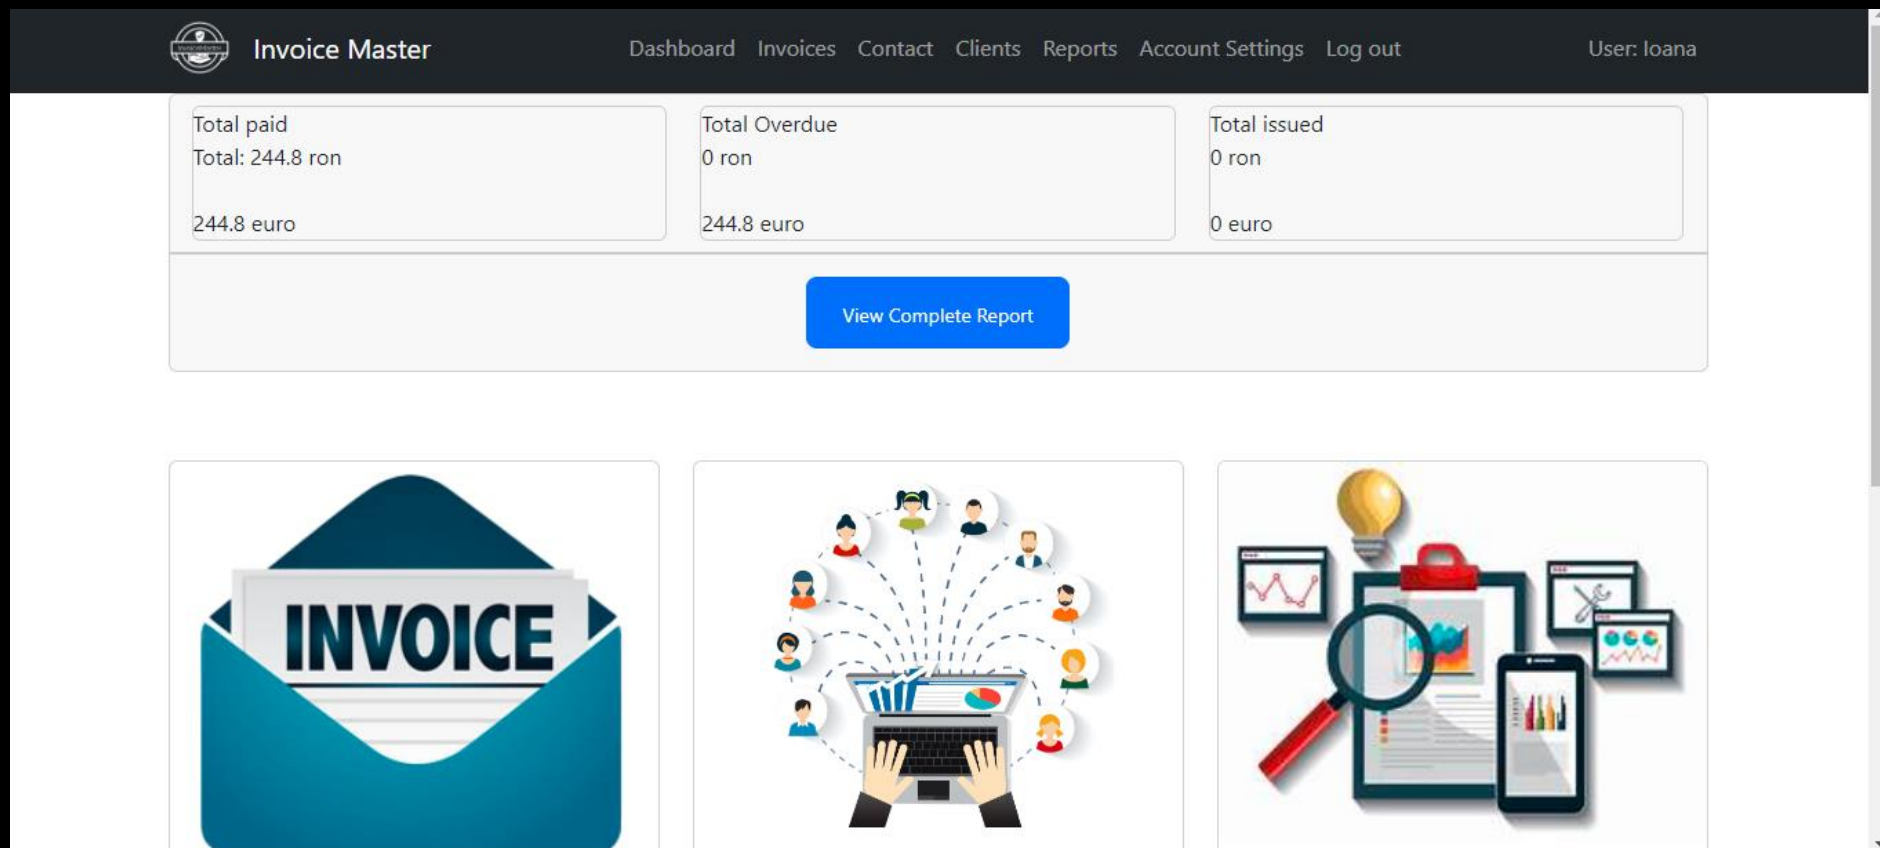 Invoice Master
Dashboard Invoices Contact Clients Reports Account Settings Log out
User: Ioana
Total paid
Total: 244.8 ron
244.8 euro
Total Overdue
0 ron
244.8 euro
Total issued
0 ron
0 euro
View Complete Report
INVOICE